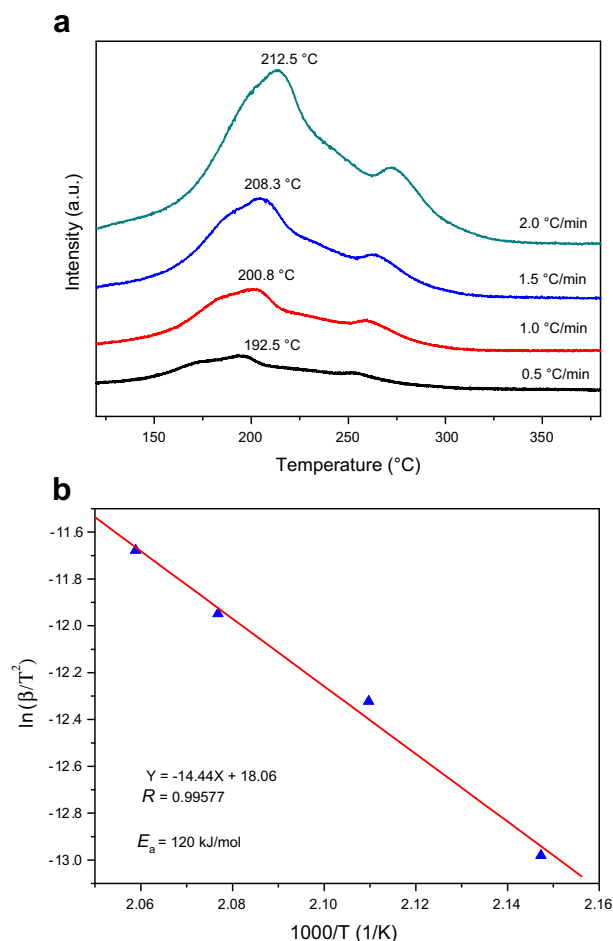 a
212.5 °C
208.3 °C
200.8 °C
192.5 °C
2.0 °C/min
1.5 °C/min
1.0 °C/min
0.5 °C/min
Intensity (a.u.)
150 200 250 300 350
Temperature (°C)
b
-11.6
-11.8
-12.0
-12.2
-12.4
-12.6
-12.8
-13.0
ln (β/T²)
Y = -14.44X + 18.06
R = 0.99577
Eₐ = 120 kJ/mol
2.06 2.08 2.10 2.12 2.14 2.16
1000/T (1/K)